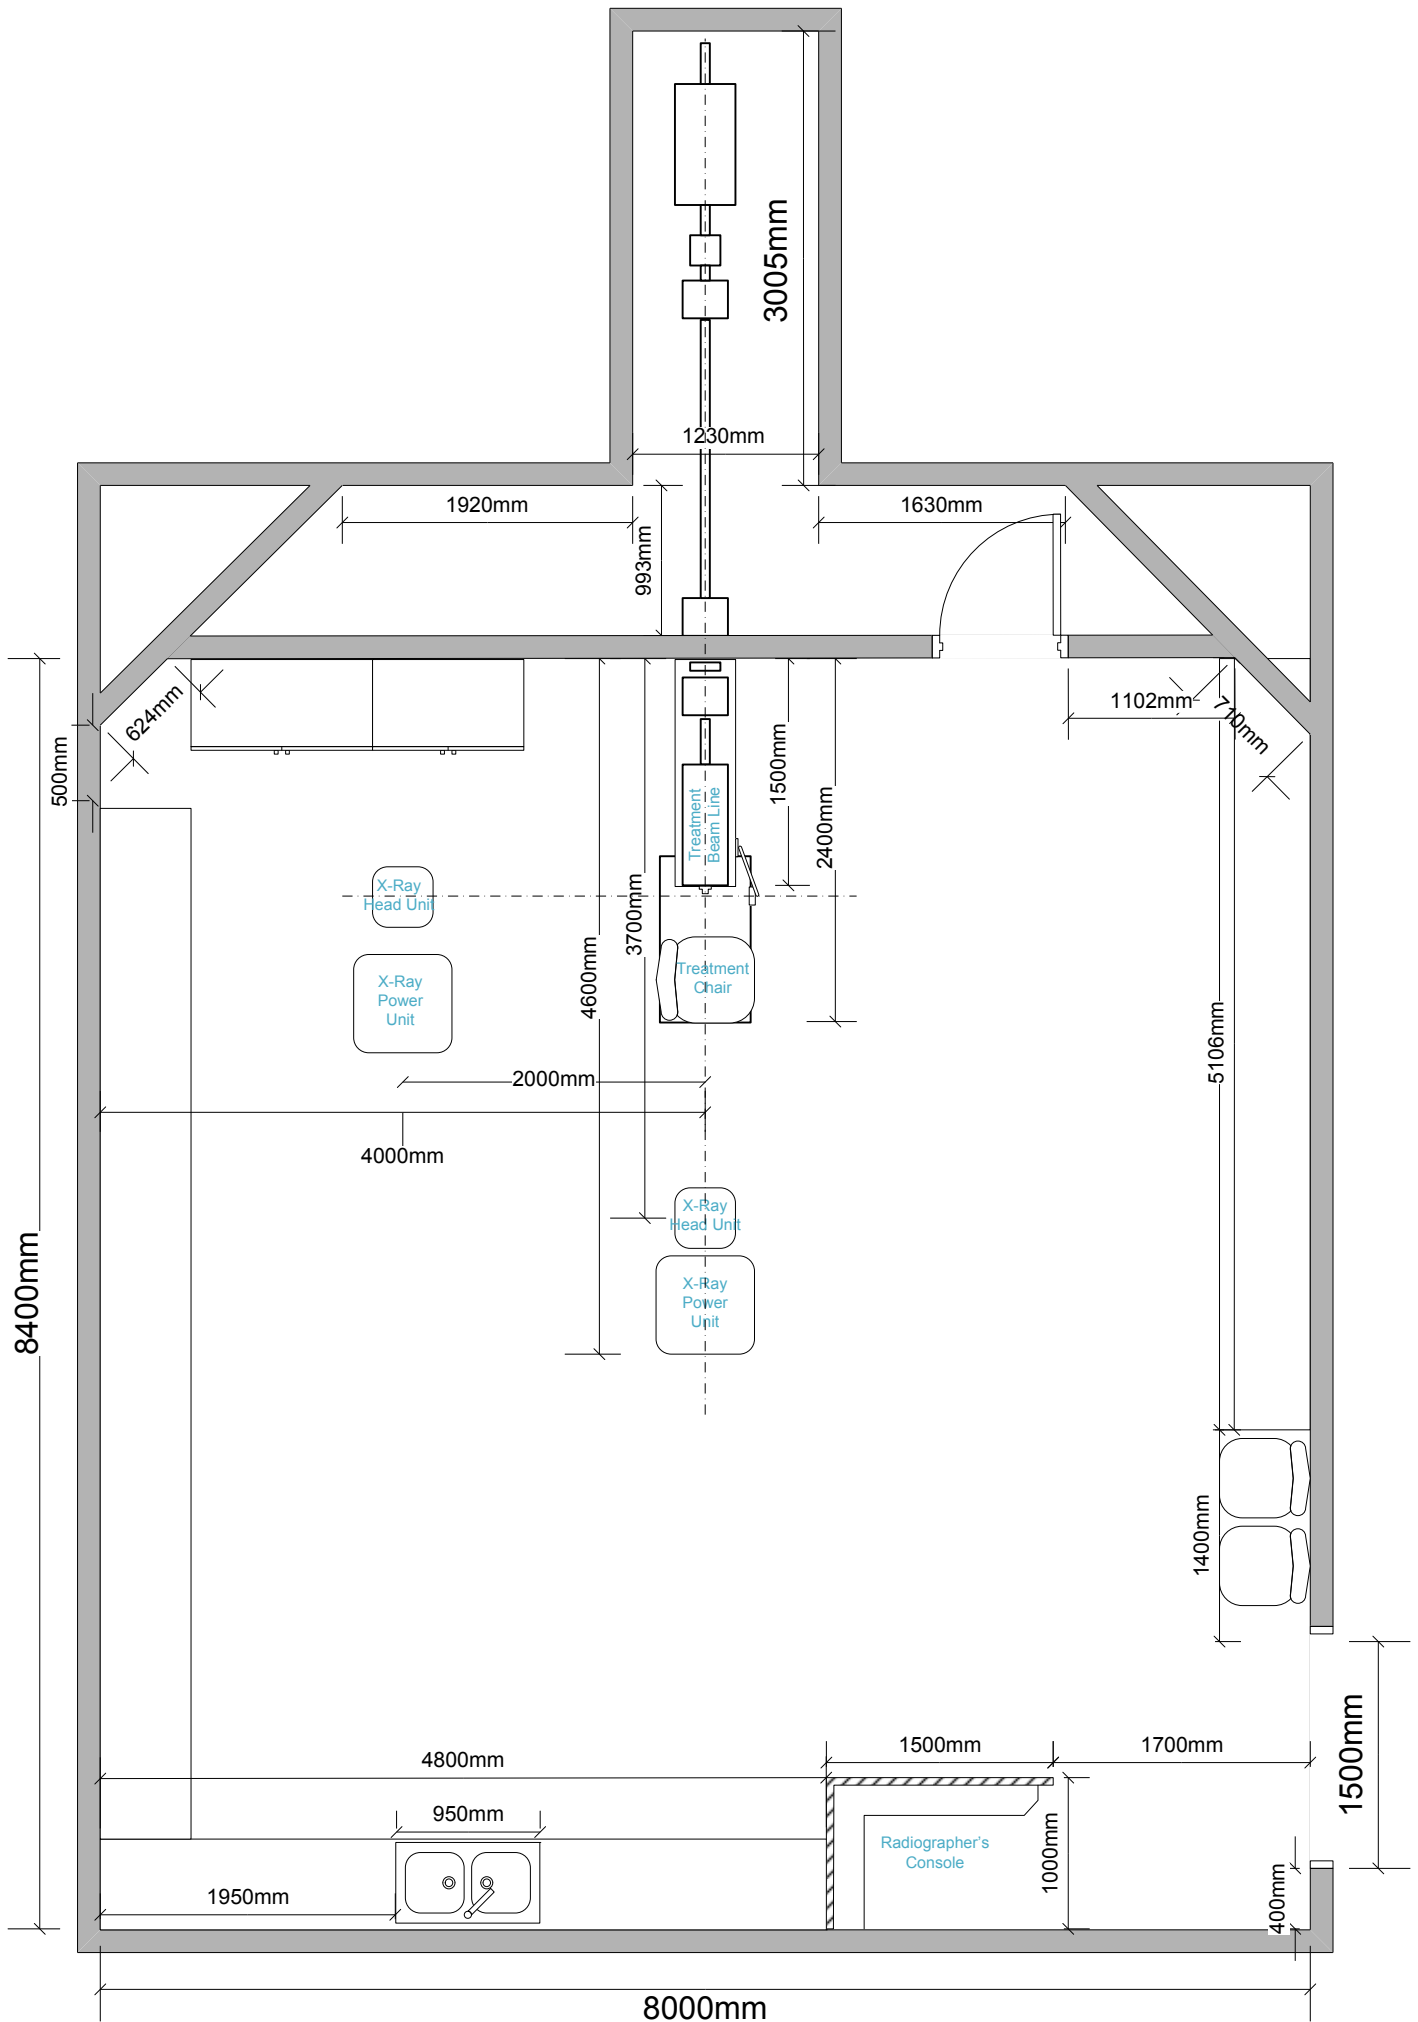 3005mm
1230mm
1920mm
1630mm
993mm
624mm
1102mm
710mm
500mm
1500mm
2400mm
Treatment
Beam Line
X-Ray
Head Unit
3700mm
4600mm
Treatment
Chair
X-Ray
Power
Unit
5106mm
2000mm
4000mm
X-Ray
Head Unit
8400mm
X-Ray
Power
Unit
1400mm
1500mm
1700mm
4800mm
1500mm
950mm
Radiographer's
Console
1000mm
1950mm
400mm
8000mm